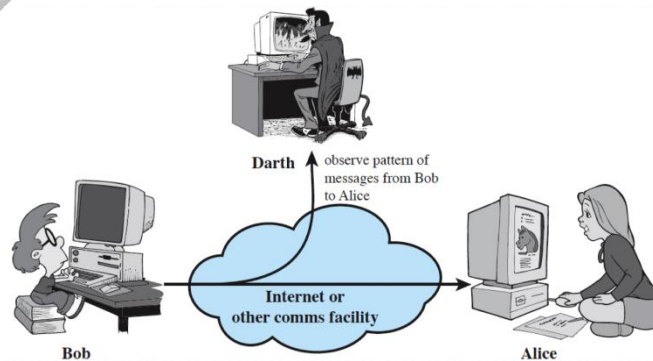 Darth
observe pattern of
messages from Bob
to Alice
Internet or
other comms facility
Bob
Alice